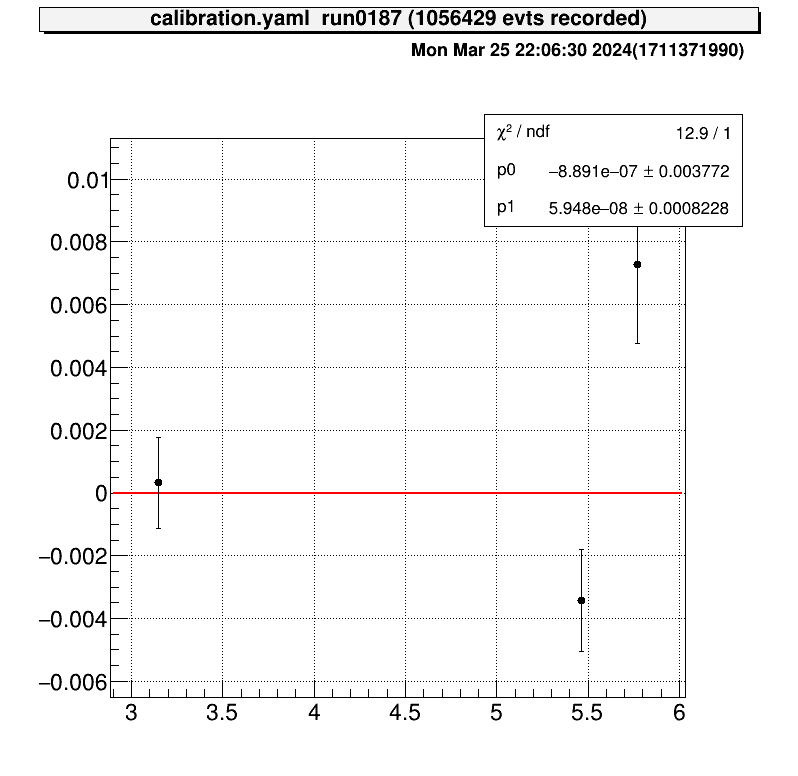 calibration.yaml run0187 (1056429 evts recorded)
Mon Mar 25 22:06:30 2024(1711371990)
χ² / ndf 12.9 / 1
p0 −8.891e−07 ± 0.003772
p1 5.948e−08 ± 0.0008228
0.01
0.008
0.006
0.004
0.002
0
−0.002
−0.004
−0.006
3 3.5 4 4.5 5 5.5 6